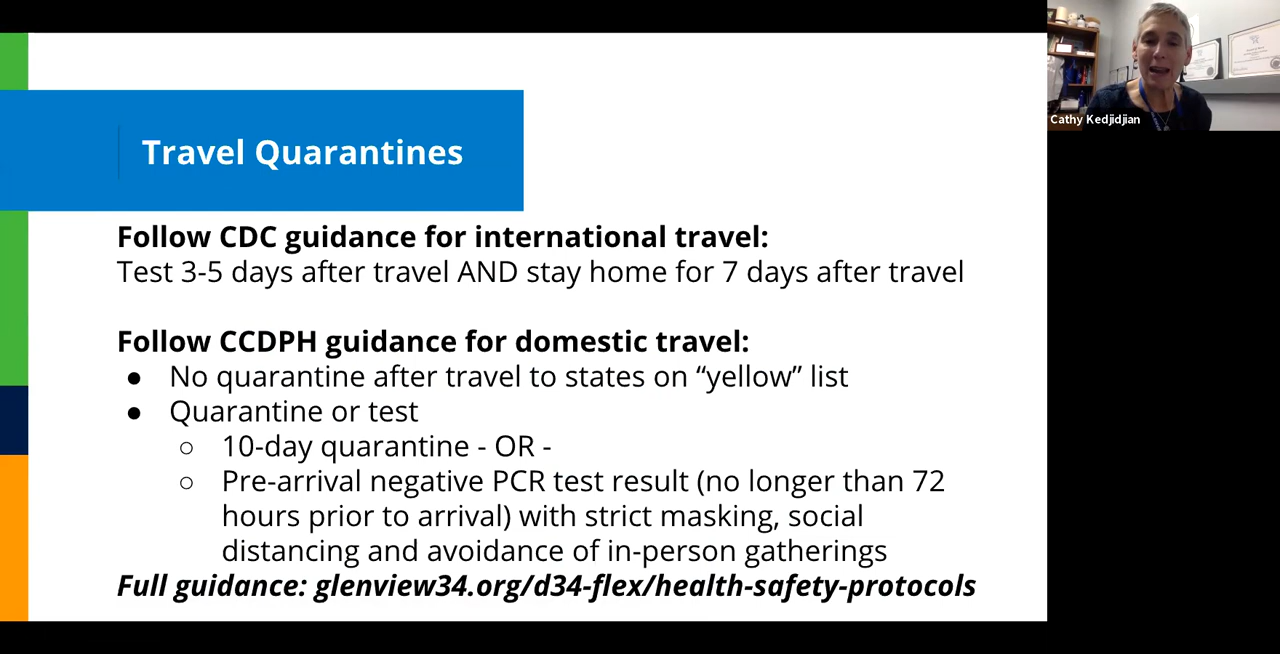 Travel Quarantines
Follow CDC guidance for international travel:
Test 3-5 days after travel AND stay home for 7 days after travel
Follow CCDPH guidance for domestic travel:
● No quarantine after travel to states on “yellow” list
● Quarantine or test
○ 10-day quarantine - OR -
○ Pre-arrival negative PCR test result (no longer than 72
hours prior to arrival) with strict masking, social
distancing and avoidance of in-person gatherings
Full guidance: glenview34.org/d34-flex/health-safety-protocols
Cathy Kedjidjian